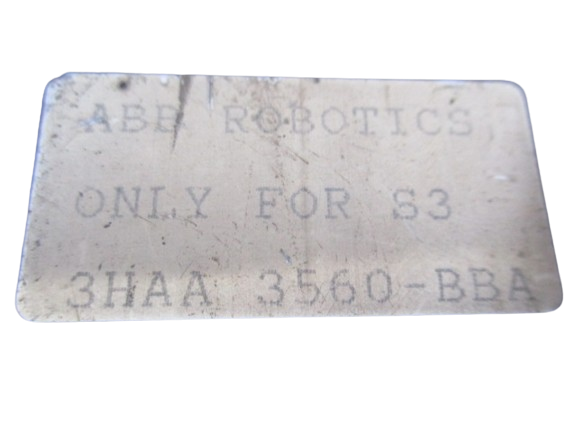 ABB ROBOTICS
ONLY FOR S3
3HAA 3560-BBA